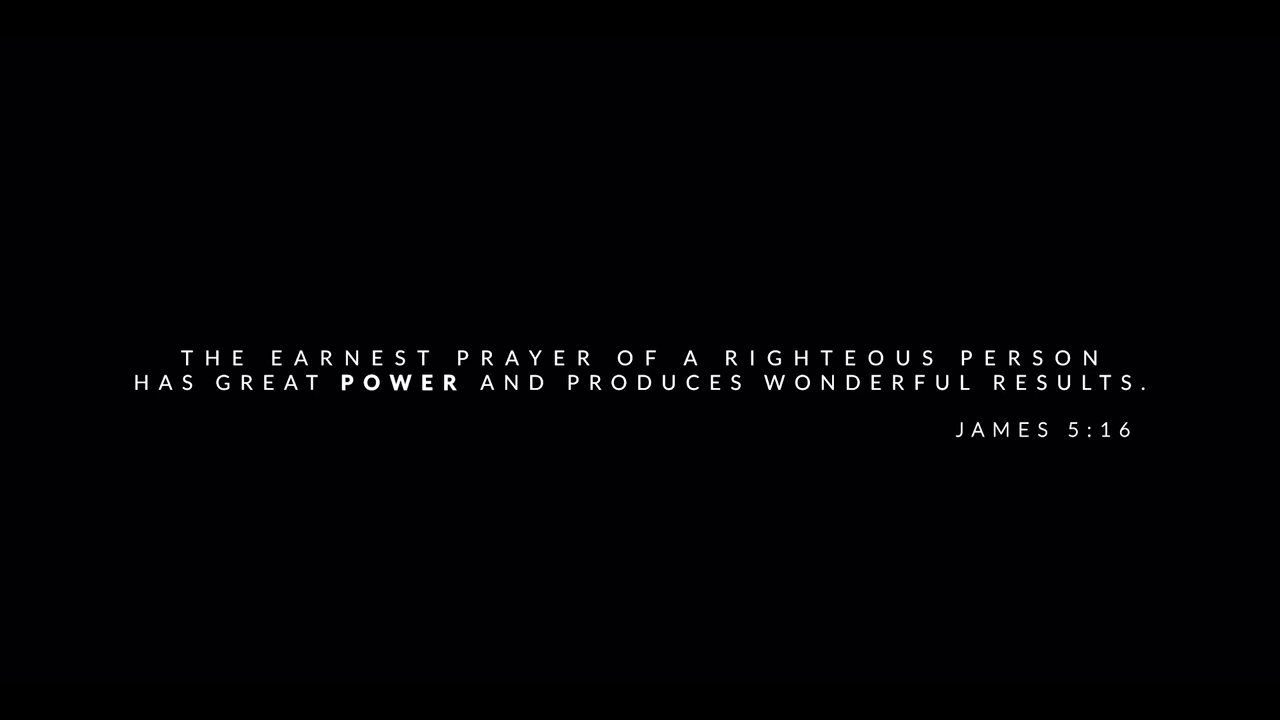 THE EARNEST PRAYER OF A RIGHTEOUS PERSON
HAS GREAT POWER AND PRODUCES WONDERFUL RESULTS.
JAMES 5:16